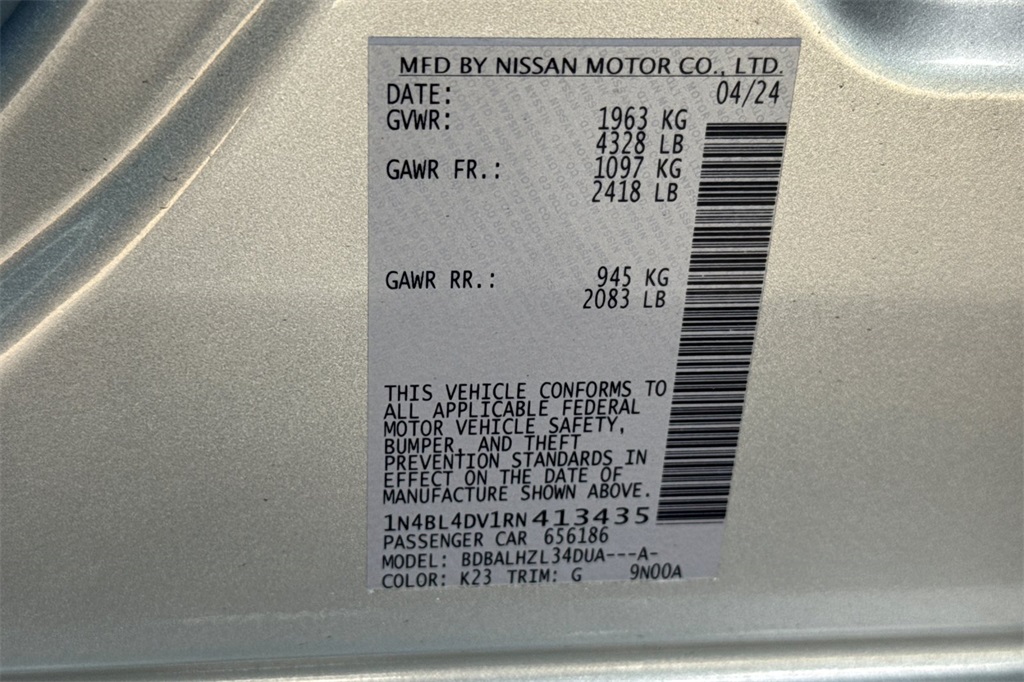 MFD BY NISSAN MOTOR CO., LTD.
DATE: 04/24
GVWR: 1963 KG
4328 LB
GAWR FR.: 1097 KG
2418 LB
GAWR RR.: 945 KG
2083 LB
THIS VEHICLE CONFORMS TO
ALL APPLICABLE FEDERAL
MOTOR VEHICLE SAFETY,
BUMPER, AND THEFT
PREVENTION STANDARDS IN
EFFECT ON THE DATE OF
MANUFACTURE SHOWN ABOVE.
1N4BL4DV1RN413435
PASSENGER CAR 656186
MODEL: BDBALHZL34DUA---A-
COLOR: K23 TRIM: G 9N00A